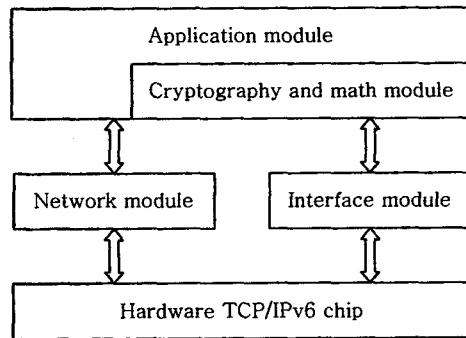 Application module
Cryptography and math module
Network module
Interface module
Hardware TCP/IPv6 chip